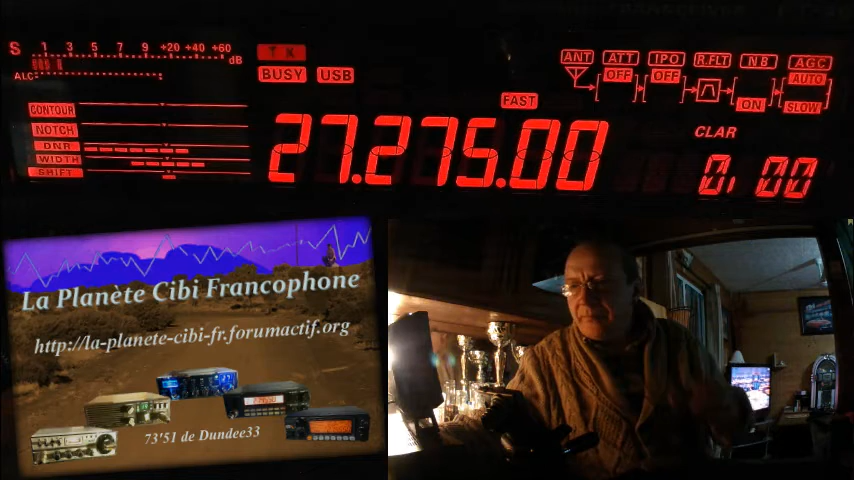 S 1 3 5 7 9 +20 +40 +60 dB
ALC
BUSY USB
FAST
ANT ATT IPO R.FLT NB AGC
OFF OFF AUTO
ON SLOW
CONTOUR
NOTCH
DNR
WIDTH
SHIFT
27.275.00
CLAR
0.00
La Planète Cibi Francophone
http://la-planete-cibi-fr.forumactif.org
73'51 de Dundee33